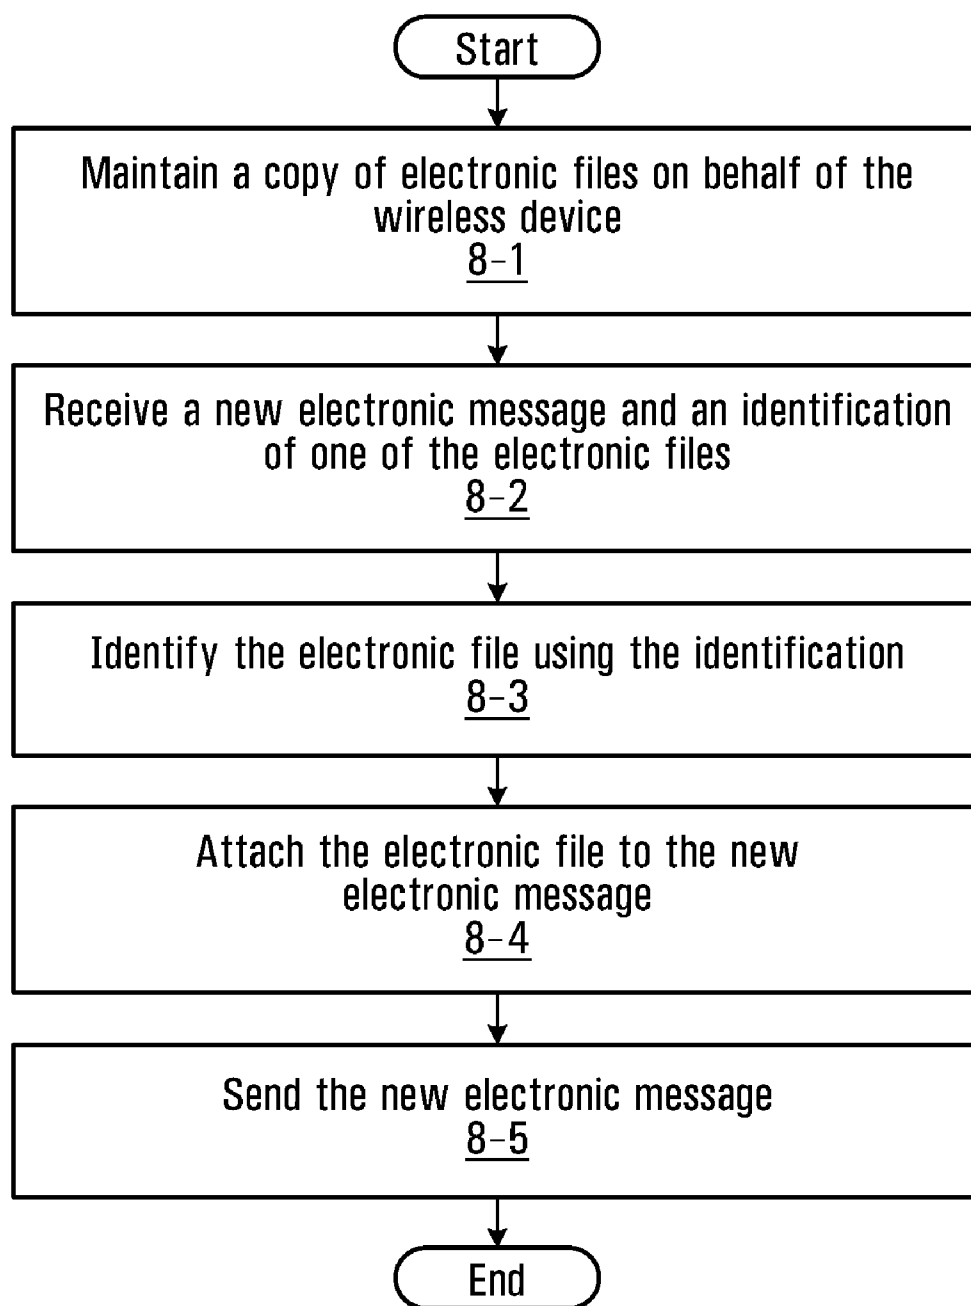 Start
Maintain a copy of electronic files on behalf of the
wireless device
8-1
Receive a new electronic message and an identification
of one of the electronic files
8-2
Identify the electronic file using the identification
8-3
Attach the electronic file to the new
electronic message
8-4
Send the new electronic message
8-5
End